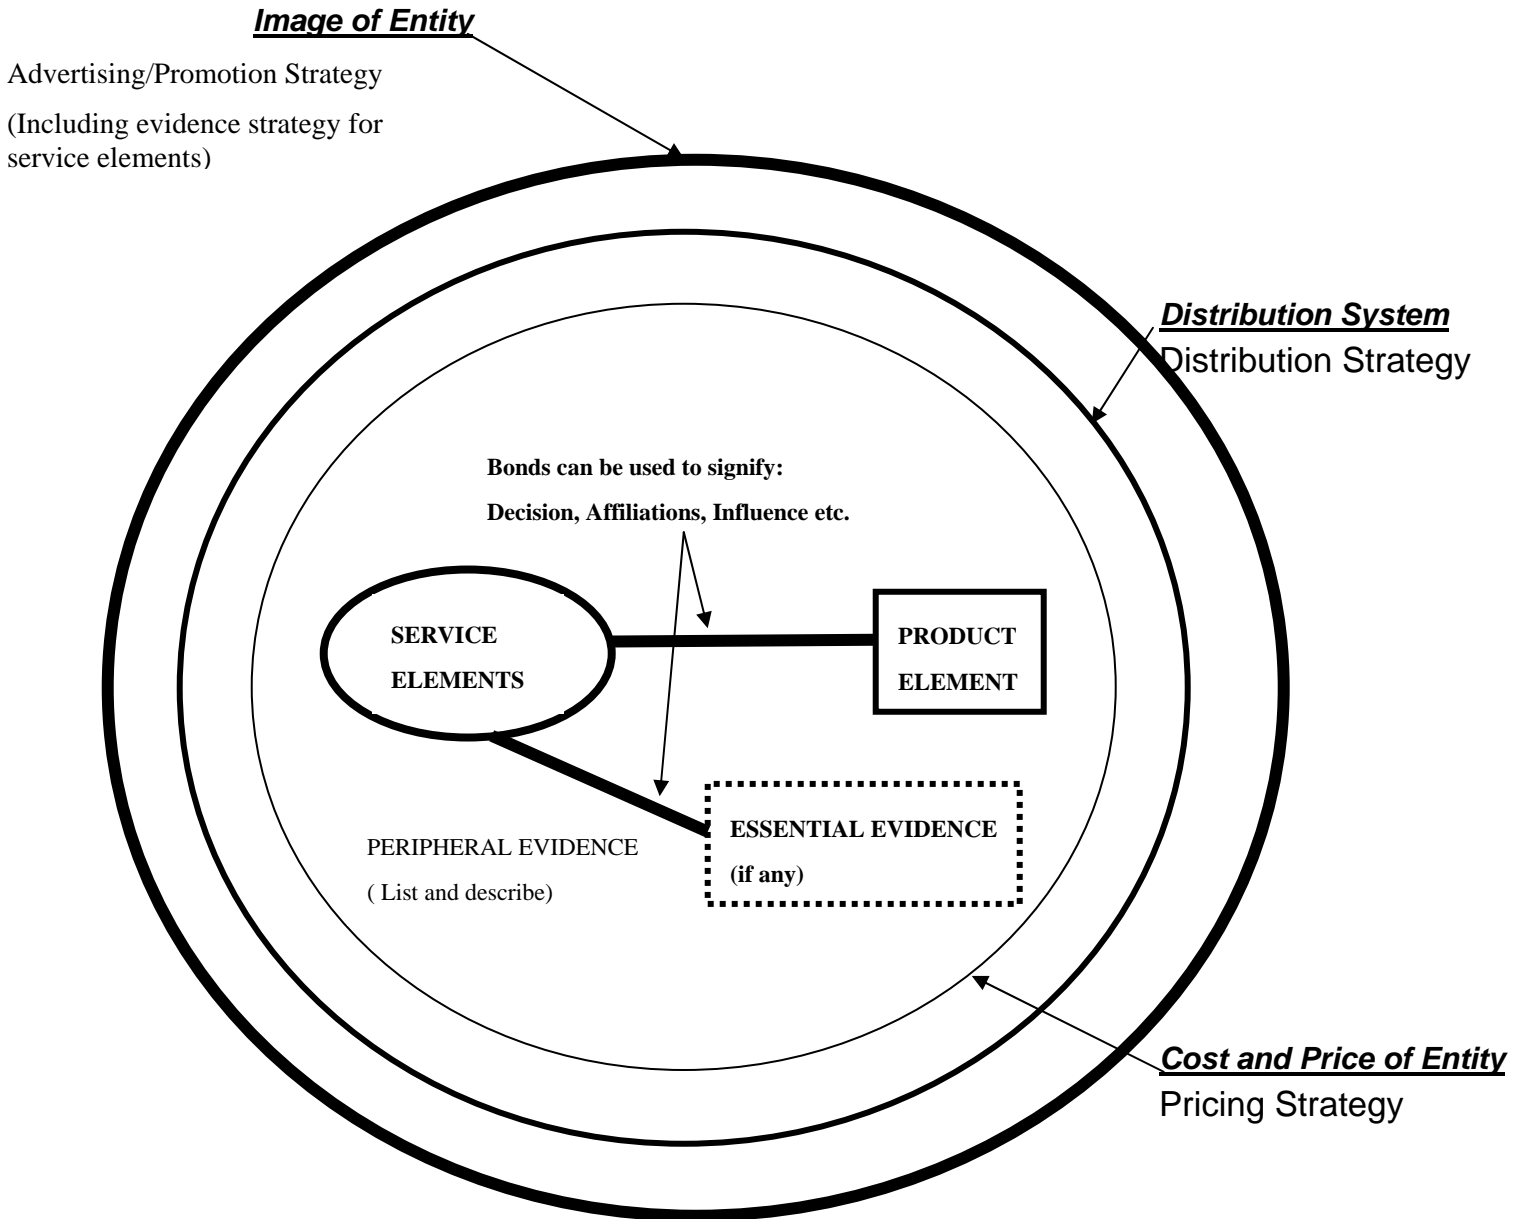 Image of Entity
Advertising/Promotion Strategy
(Including evidence strategy for
service elements)
Distribution System
Distribution Strategy
Bonds can be used to signify:
Decision, Affiliations, Influence etc.
SERVICE
ELEMENTS
PRODUCT
ELEMENT
ESSENTIAL EVIDENCE
(if any)
PERIPHERAL EVIDENCE
( List and describe)
Cost and Price of Entity
Pricing Strategy